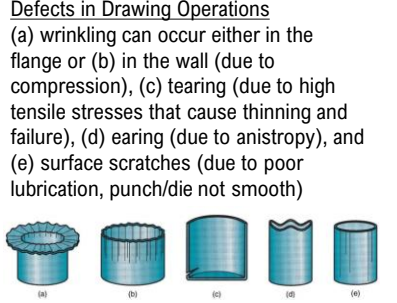 Defects in Drawing Operations
(a) wrinkling can occur either in the
flange or (b) in the wall (due to
compression), (c) tearing (due to high
tensile stresses that cause thinning and
failure), (d) earing (due to anistropy), and
(e) surface scratches (due to poor
lubrication, punch/die not smooth)
(a) (b) (c) (d) (e)